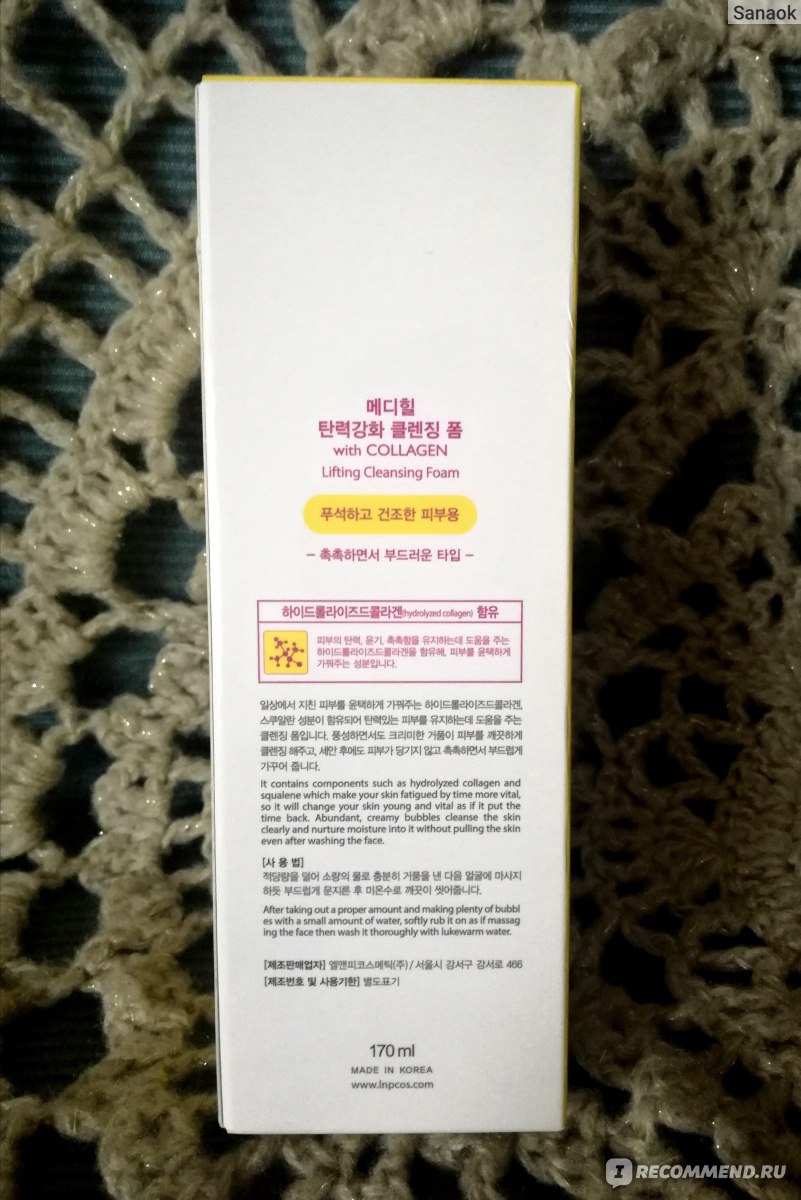 Sanaok
메디힐
탄력강화 클렌징 폼
with COLLAGEN
Lifting Cleansing Foam
푸석하고 건조한 피부용
– 촉촉하면서 부드러운 타입 –
하이드롤라이즈드콜라겐(hydrolyzed collagen) 함유
피부의 탄력, 윤기, 촉촉함을 유지하는데 도움을 주는
하이드롤라이즈드콜라겐을 함유해, 피부를 윤택하게
가꿔주는 성분입니다.
일상에서 지친 피부를 윤택하게 가꿔주는 하이드롤라이즈드콜라겐,
스쿠알란 성분이 함유되어 탄력있는 피부를 유지하는데 도움을 주는
클렌징 폼입니다. 풍성하면서도 크리미한 거품이 피부를 깨끗하게
클렌징 해주고, 세안 후에도 피부가 당기지 않고 촉촉하면서 부드럽게
가꾸어 줍니다.
It contains components such as hydrolyzed collagen and
squalene which make your skin fatigued by time more vital,
so it will change your skin young and vital as if it put the
time back. Abundant, creamy bubbles cleanse the skin
clearly and nurture moisture into it without pulling the skin
even after washing the face.
[사 용 법]
적당량을 덜어 소량의 물로 충분히 거품을 낸 다음 얼굴에 마사지
하듯 부드럽게 문지른 후 미온수로 깨끗이 씻어줍니다.
After taking out a proper amount and making plenty of bubbl
es with a small amount of water, softly rub it on as if massag
ing the face then wash it thoroughly with lukewarm water.
[제조판매업자] 엘앤피코스메틱(주) / 서울시 강서구 강서로 466
[제조번호 및 사용기한] 별도표기
170 ml
MADE IN KOREA
www.lnpcos.com
I RECOMMEND.RU